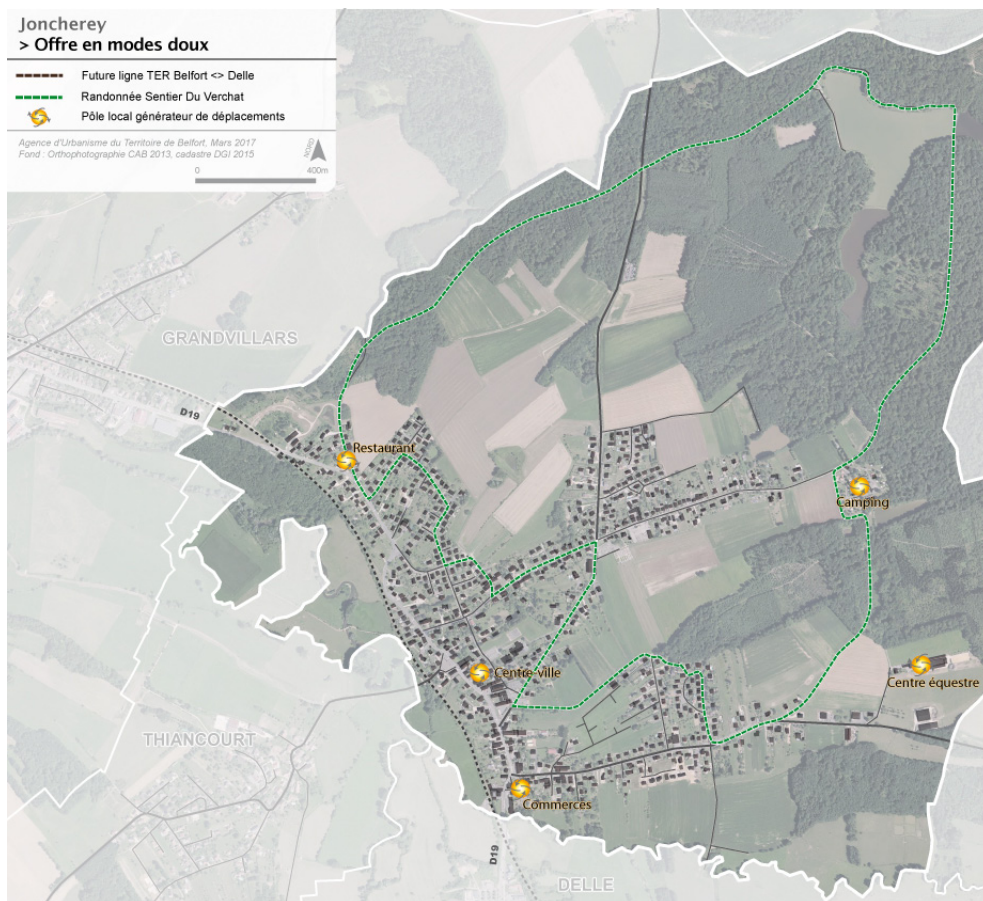 Joncherey
> Offre en modes doux
Future ligne TER Belfort <> Delle
Randonnée Sentier Du Verchat
Pôle local générateur de déplacements
Agence d'Urbanisme du Territoire de Belfort, Mars 2017
Fond : Orthophotographie CAB 2013, cadastre DGI 2015
NORD
0 400m
GRANDVILLARS
D19
Restaurant
Camping
Centre-ville
Centre équestre
THIANCOURT
Commerces
D19
DELLE